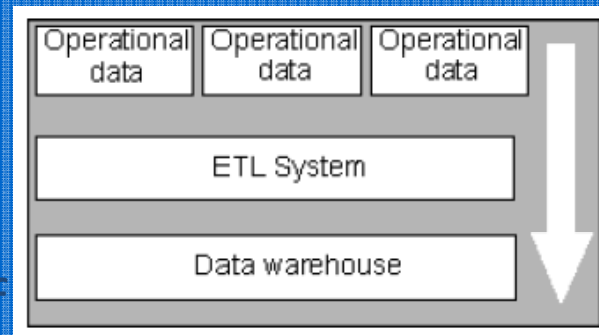 Operational Operational Operational
data data data
ETL System
Data warehouse